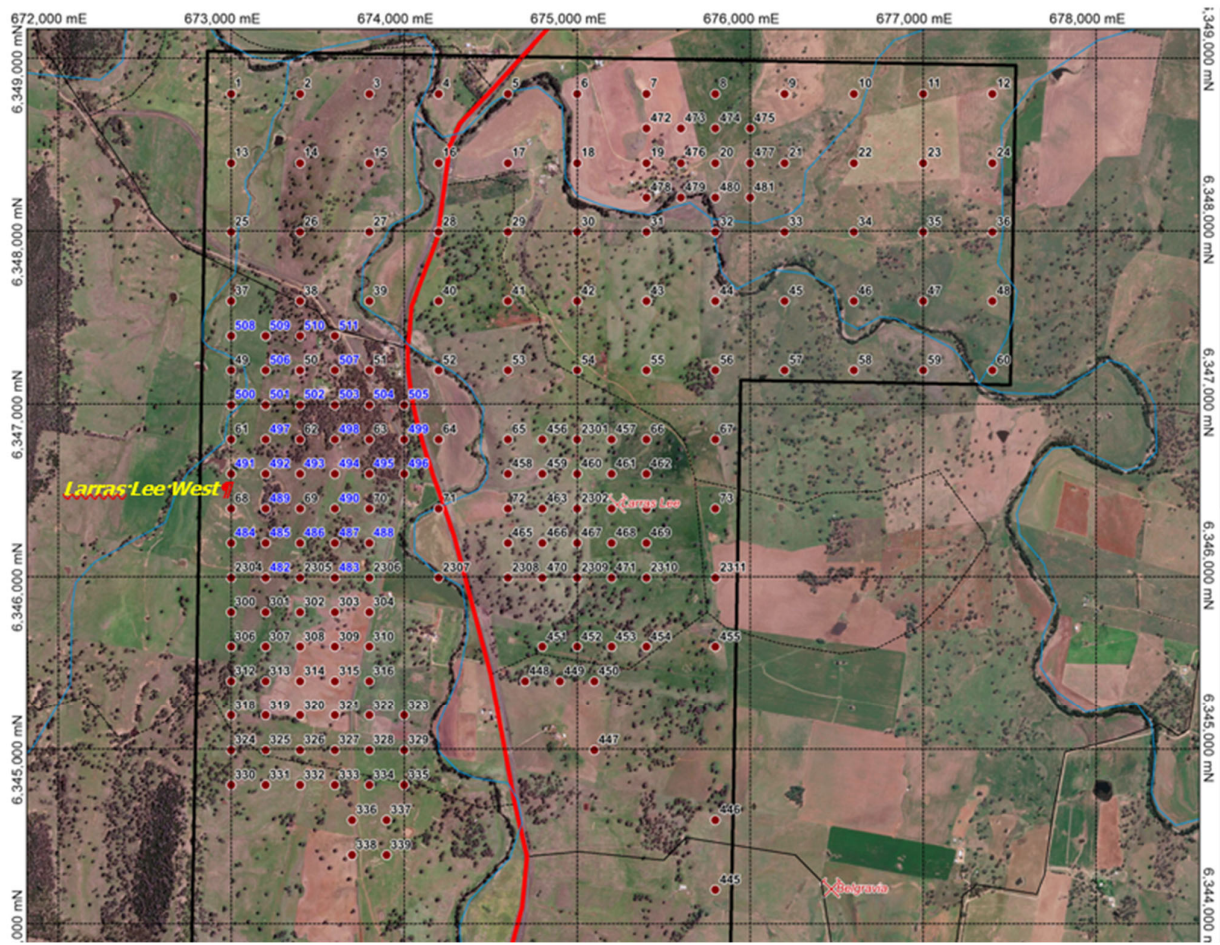 672,000 mE 673,000 mE 674,000 mE 675,000 mE 676,000 mE 677,000 mE 678,000 mE
6,349,000 mN
1 2 3 4 5 6 7 8 9 10 11 12
472 473 474 475
13 14 15 16 17 18 19 476 20 477 21 22 23 24
478 479 480 481
25 26 27 28 29 30 31 32 33 34 35 36
6,348,000 mN 6,348,000 mN
37 38 39 40 41 42 43 44 45 46 47 48
508 509 510 511
49 506 50 507 51 52 53 54 55 56 57 58 59 60
500 501 502 503 504 505
6,347,000 mN 6,347,000 mN
61 497 62 498 63 499 64 65 456 2301 457 66 67
491 492 493 494 495 496 458 459 460 461 462
Larras Lee West
68 489 69 490 70 71 72 463 2302 Larras Lee 73
484 485 486 487 488 465 466 467 468 469
2304 482 2305 483 2306 2307 2308 470 2309 471 2310 2311
6,346,000 mN 6,346,000 mN
300 301 302 303 304
306 307 308 309 310 451 452 453 454 455
312 313 314 315 316 448 449 450
318 319 320 321 322 323
324 325 326 327 328 329 447
6,345,000 mN 6,345,000 mN
330 331 332 333 334 335
336 337 446
338 339
445 Belgravia
6,344,000 mN
,000 mN